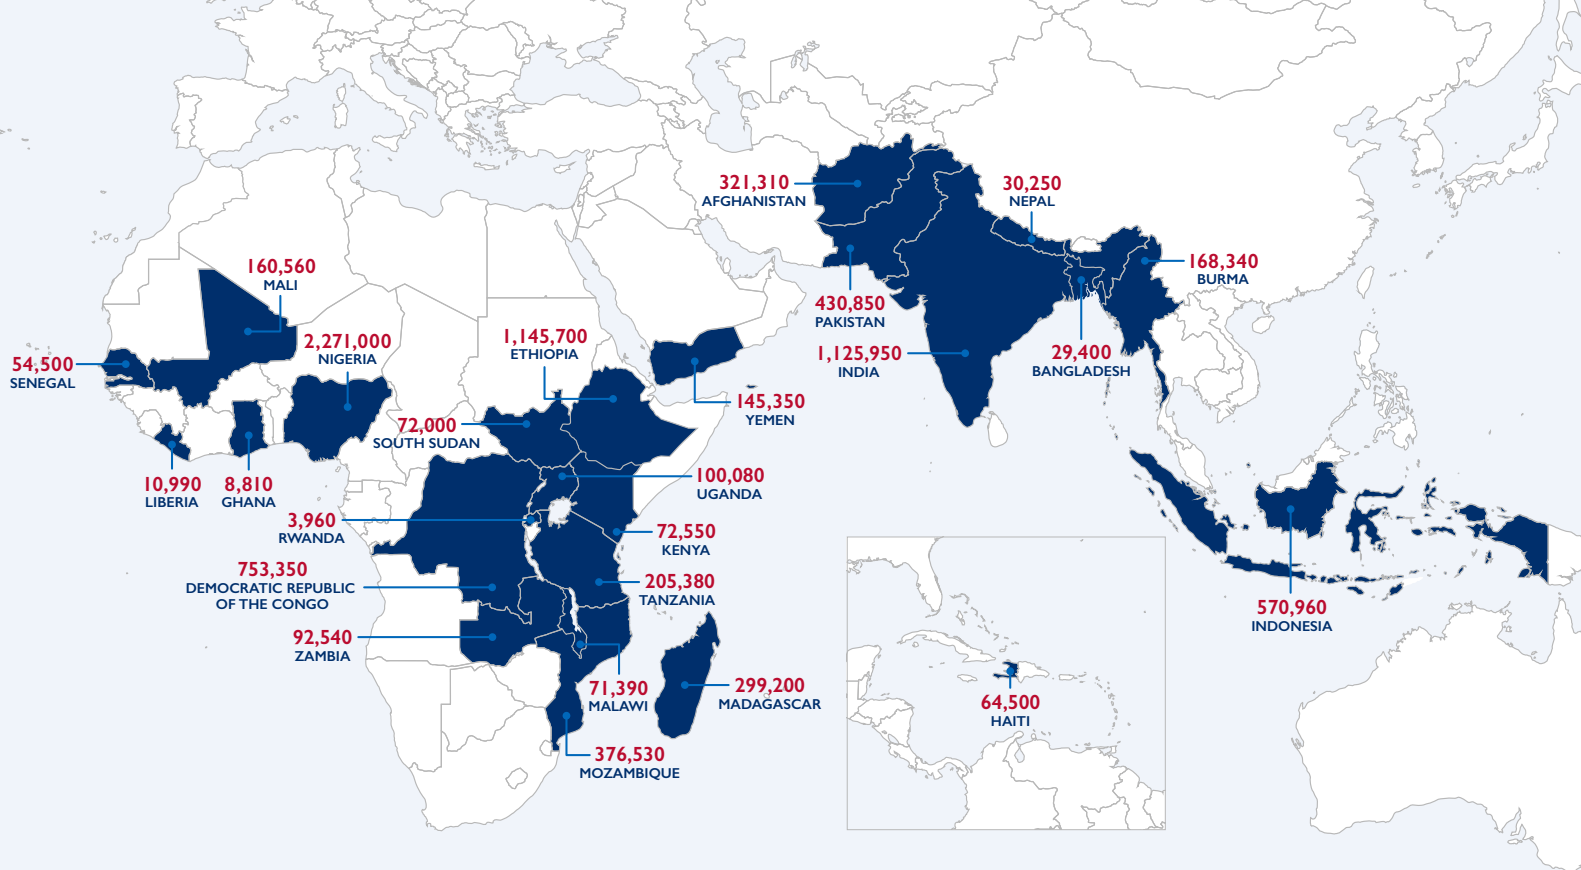 321,310
AFGHANISTAN
30,250
NEPAL
160,560
MALI
168,340
BURMA
430,850
PAKISTAN
2,271,000
NIGERIA
1,145,700
ETHIOPIA
54,500
SENEGAL
1,125,950
INDIA
29,400
BANGLADESH
145,350
YEMEN
72,000
SOUTH SUDAN
10,990
LIBERIA
8,810
GHANA
100,080
UGANDA
3,960
RWANDA
72,550
KENYA
753,350
DEMOCRATIC REPUBLIC
OF THE CONGO
205,380
TANZANIA
570,960
INDONESIA
92,540
ZAMBIA
71,390
MALAWI
299,200
MADAGASCAR
64,500
HAITI
376,530
MOZAMBIQUE